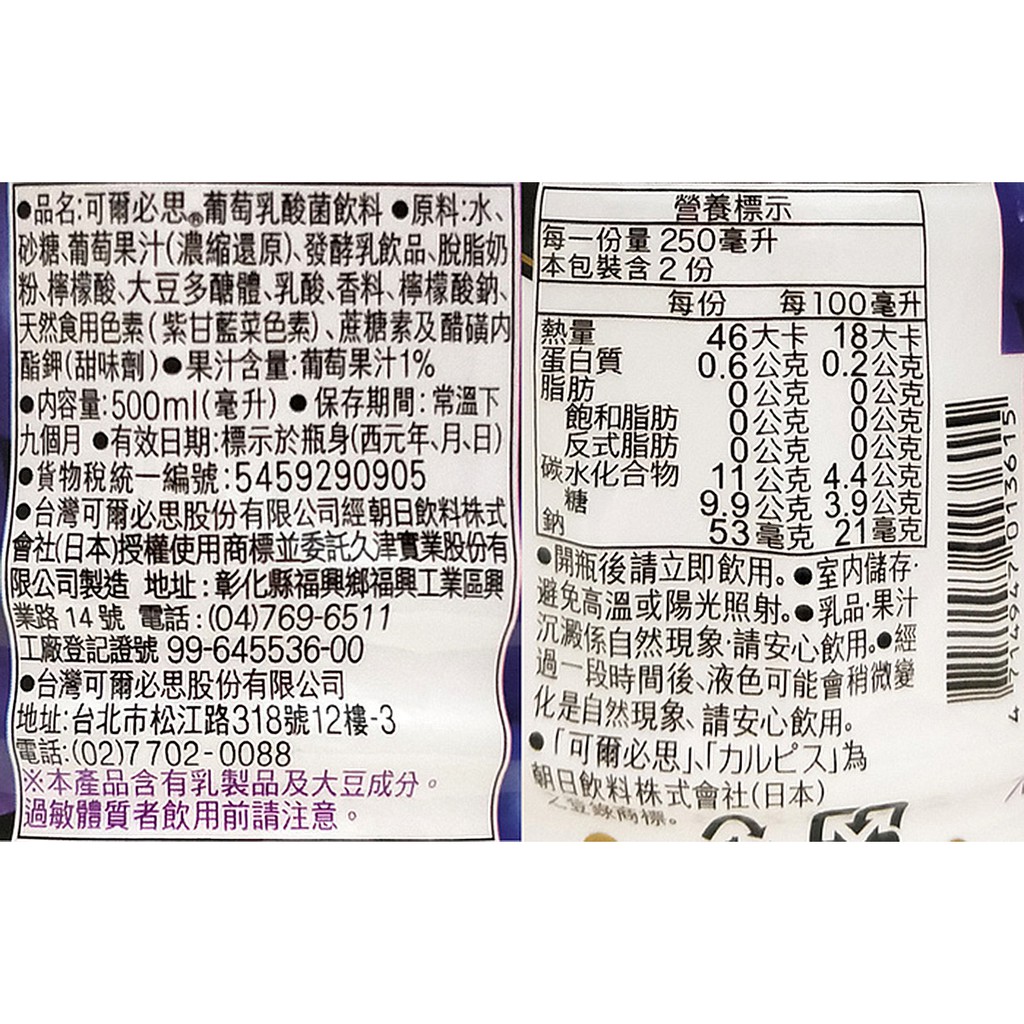 ●品名:可爾必思®葡萄乳酸菌飲料 ●原料:水、
砂糖、葡萄果汁(濃縮還原)、發酵乳飲品、脫脂奶
粉、檸檬酸、大豆多醣體、乳酸、香料、檸檬酸鈉、
天然食用色素(紫甘藍菜色素)、蔗糖素及醋磺內
酯鉀(甜味劑)●果汁含量:葡萄果汁1%
●內容量:500ml(毫升) ●保存期間:常溫下
九個月 ●有效日期:標示於瓶身(西元年、月、日)
●貨物稅統一編號:5459290905
●台灣可爾必思股份有限公司經朝日飲料株式
會社(日本)授權使用商標並委託久津實業股份有
限公司製造 地址:彰化縣福興鄉福興工業區興
業路14號 電話:(04)769-6511
工廠登記證號 99-645536-00
●台灣可爾必思股份有限公司
地址:台北市松江路318號12樓-3
電話:(02)7702-0088
※本產品含有乳製品及大豆成分。
過敏體質者飲用前請注意。
營養標示
每一份量 250毫升
本包裝含 2 份
每份 每100毫升
熱量 46大卡 18大卡
蛋白質 0.6公克 0.2公克
脂肪 0公克 0公克
飽和脂肪 0公克 0公克
反式脂肪 0公克 0公克
碳水化合物 11公克 4.4公克
糖 9.9公克 3.9公克
鈉 53毫克 21毫克
●開瓶後請立即飲用。●室內儲存·
避免高溫或陽光照射。●乳品·果汁
沉澱係自然現象·請安心飲用。●經
過一段時間後、液色可能會稍微變
化是自然現象、請安心飲用。
●「可爾必思」、「カルピス」為
朝日飲料株式會社(日本)
之登錄商標。
4 714947 013615